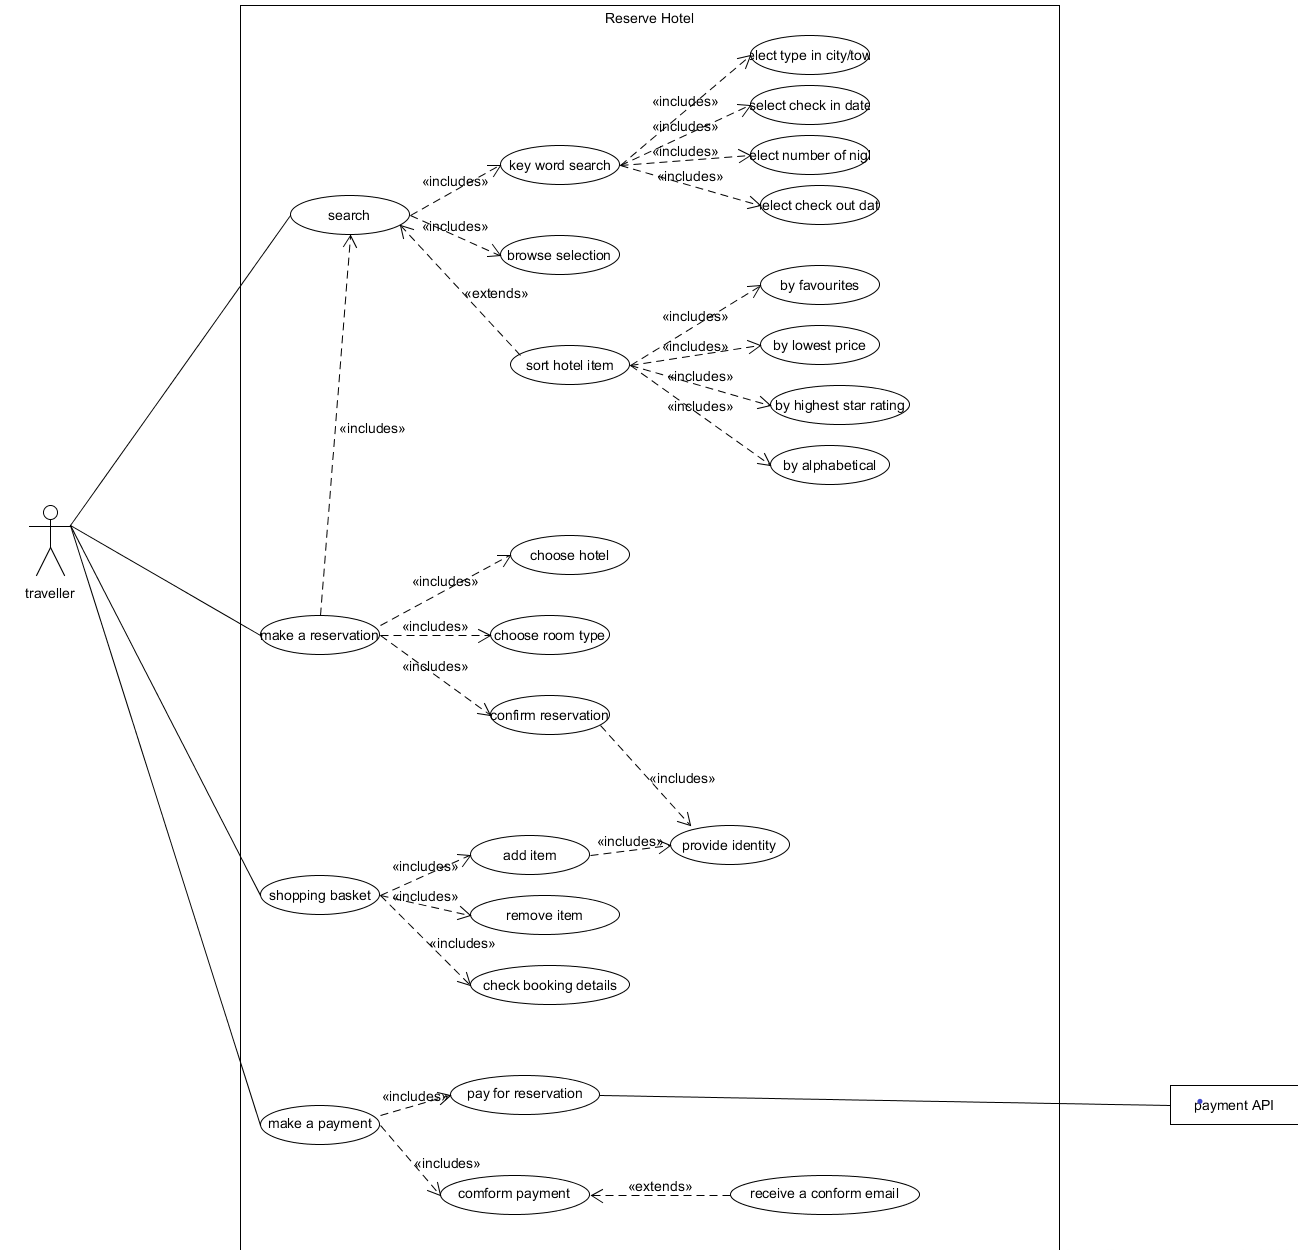 Reserve Hotel
elect type in city/tow
«includes»
select check in date
«includes»
elect number of nigl
«includes»
key word search
«includes»
elect check out dat
«includes»
search
«includes»
browse selection
«extends»
by favourites
«includes»
by lowest price
«includes»
sort hotel item
«includes»
by highest star rating
«includes»
by alphabetical
«includes»
traveller
choose hotel
«includes»
make a reservation
«includes»
choose room type
«includes»
confirm reservation
«includes»
add item
«includes»
provide identity
«includes»
shopping basket
«includes»
remove item
«includes»
check booking details
«includes»
pay for reservation
payment API
make a payment
«includes»
comform payment
«extends»
receive a conform email